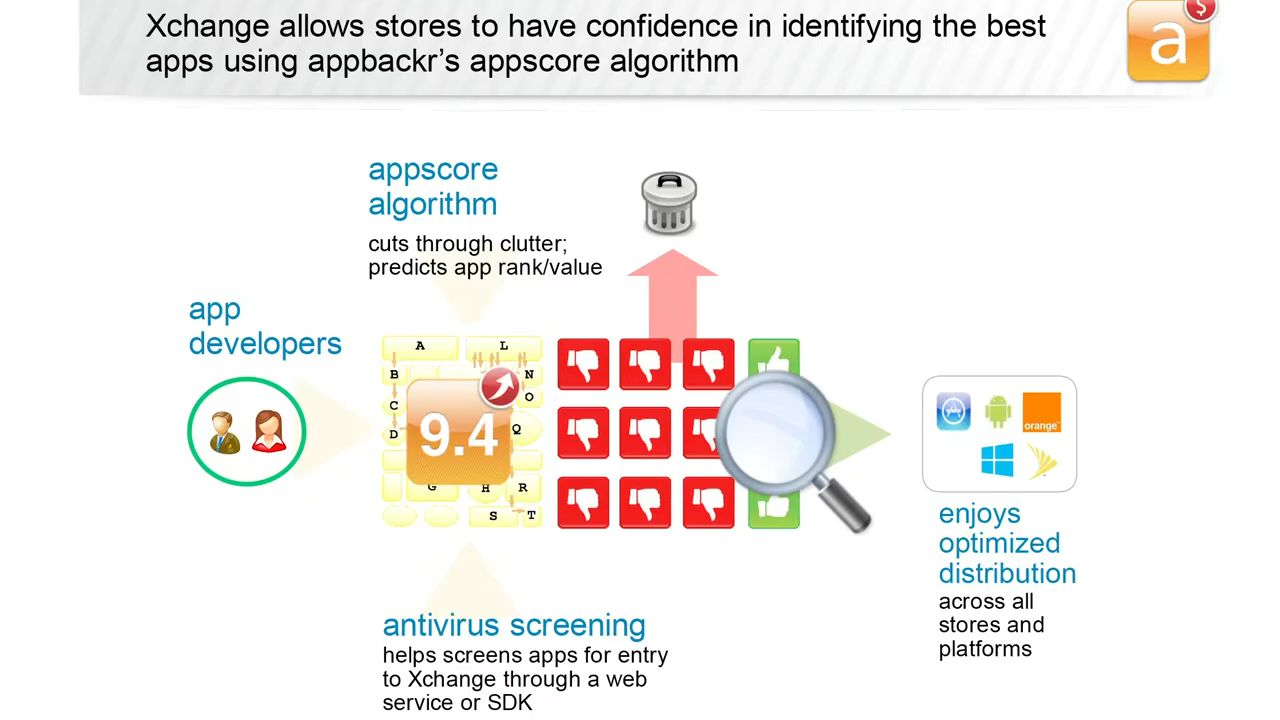 Xchange allows stores to have confidence in identifying the best
apps using appbackr’s appscore algorithm
a
$
appscore
algorithm
cuts through clutter;
predicts app rank/value
app
developers
A L
B N
C O
D Q
9.4
G H R
S T
orange™
enjoys
optimized
distribution
across all
stores and
platforms
antivirus screening
helps screens apps for entry
to Xchange through a web
service or SDK